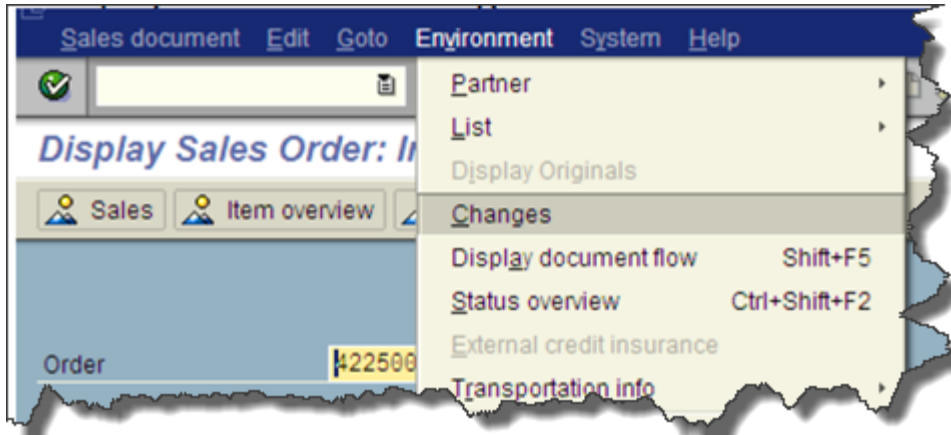 Sales document Edit Goto Environment System Help
Partner
List
Display Sales Order:
Display Originals
Sales Item overview
Changes
Display document flow Shift+F5
Status overview Ctrl+Shift+F2
External credit insurance
Order 422500
Transportation info